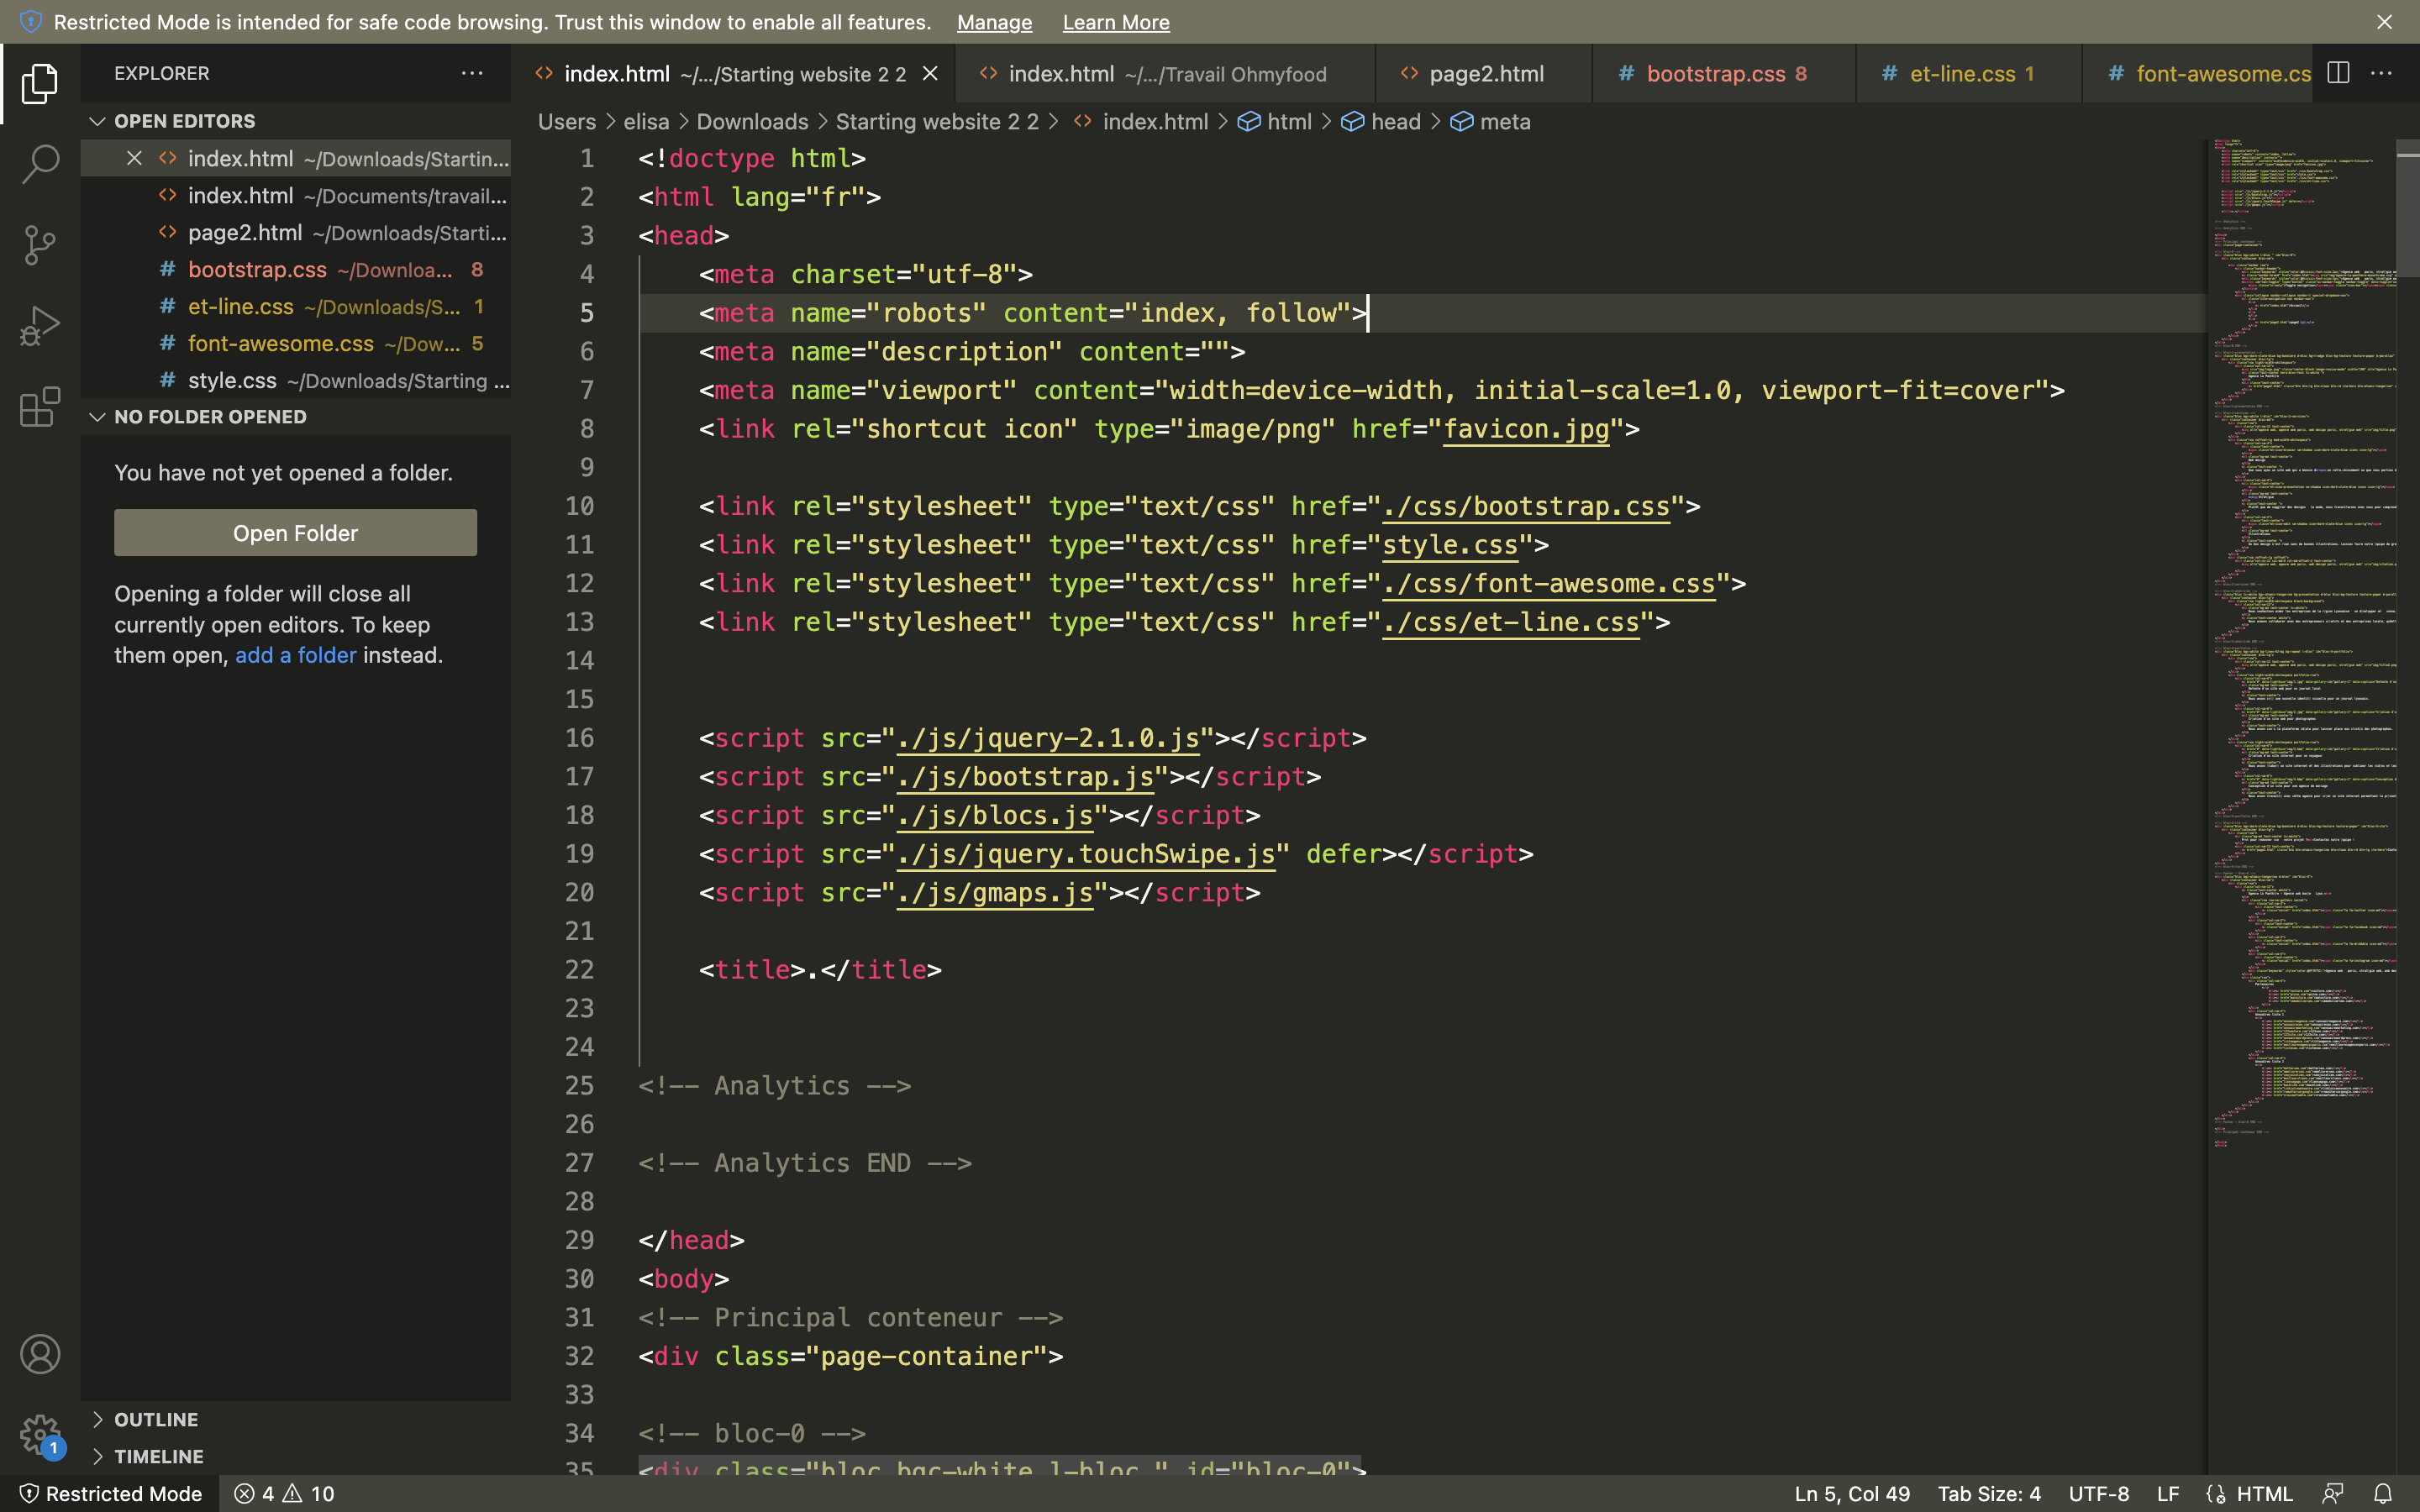 Restricted Mode is intended for safe code browsing. Trust this window to enable all features. Manage Learn More
EXPLORER
OPEN EDITORS
index.html ~/Downloads/Startin...
index.html ~/Documents/travail...
page2.html ~/Downloads/Starti...
bootstrap.css ~/Downloa... 8
et-line.css ~/Downloads/S... 1
font-awesome.css ~/Dow... 5
style.css ~/Downloads/Starting ...
NO FOLDER OPENED
You have not yet opened a folder.
Open Folder
Opening a folder will close all
currently open editors. To keep
them open, add a folder instead.
OUTLINE
TIMELINE
1
index.html ~/.../Starting website 2 2 index.html ~/.../Travail Ohmyfood page2.html # bootstrap.css 8 # et-line.css 1 # font-awesome.cs
Users > elisa > Downloads > Starting website 2 2 > index.html > html > head > meta
1 <!doctype html>
2 <html lang="fr">
3 <head>
4 <meta charset="utf-8">
5 <meta name="robots" content="index, follow">
6 <meta name="description" content="">
7 <meta name="viewport" content="width=device-width, initial-scale=1.0, viewport-fit=cover">
8 <link rel="shortcut icon" type="image/png" href="favicon.jpg">
9
10 <link rel="stylesheet" type="text/css" href="./css/bootstrap.css">
11 <link rel="stylesheet" type="text/css" href="style.css">
12 <link rel="stylesheet" type="text/css" href="./css/font-awesome.css">
13 <link rel="stylesheet" type="text/css" href="./css/et-line.css">
14
15
16 <script src="./js/jquery-2.1.0.js"></script>
17 <script src="./js/bootstrap.js"></script>
18 <script src="./js/blocs.js"></script>
19 <script src="./js/jquery.touchSwipe.js" defer></script>
20 <script src="./js/gmaps.js"></script>
21
22 <title>.</title>
23
24
25 <!-- Analytics -->
26
27 <!-- Analytics END -->
28
29 </head>
30 <body>
31 <!-- Principal conteneur -->
32 <div class="page-container">
33
34 <!-- bloc-0 -->
35 <div class="bloc bgc-white l-bloc " id="bloc-0">
Restricted Mode 4 10 Ln 5, Col 49 Tab Size: 4 UTF-8 LF HTML